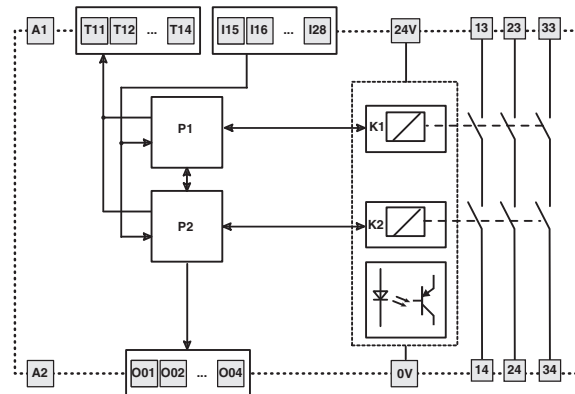 A1 T11 T12 ... T14 I15 I16 ... I28 24V 13 23 33
P1 K1
P2 K2
A2 O01 O02 ... O04 0V 14 24 34